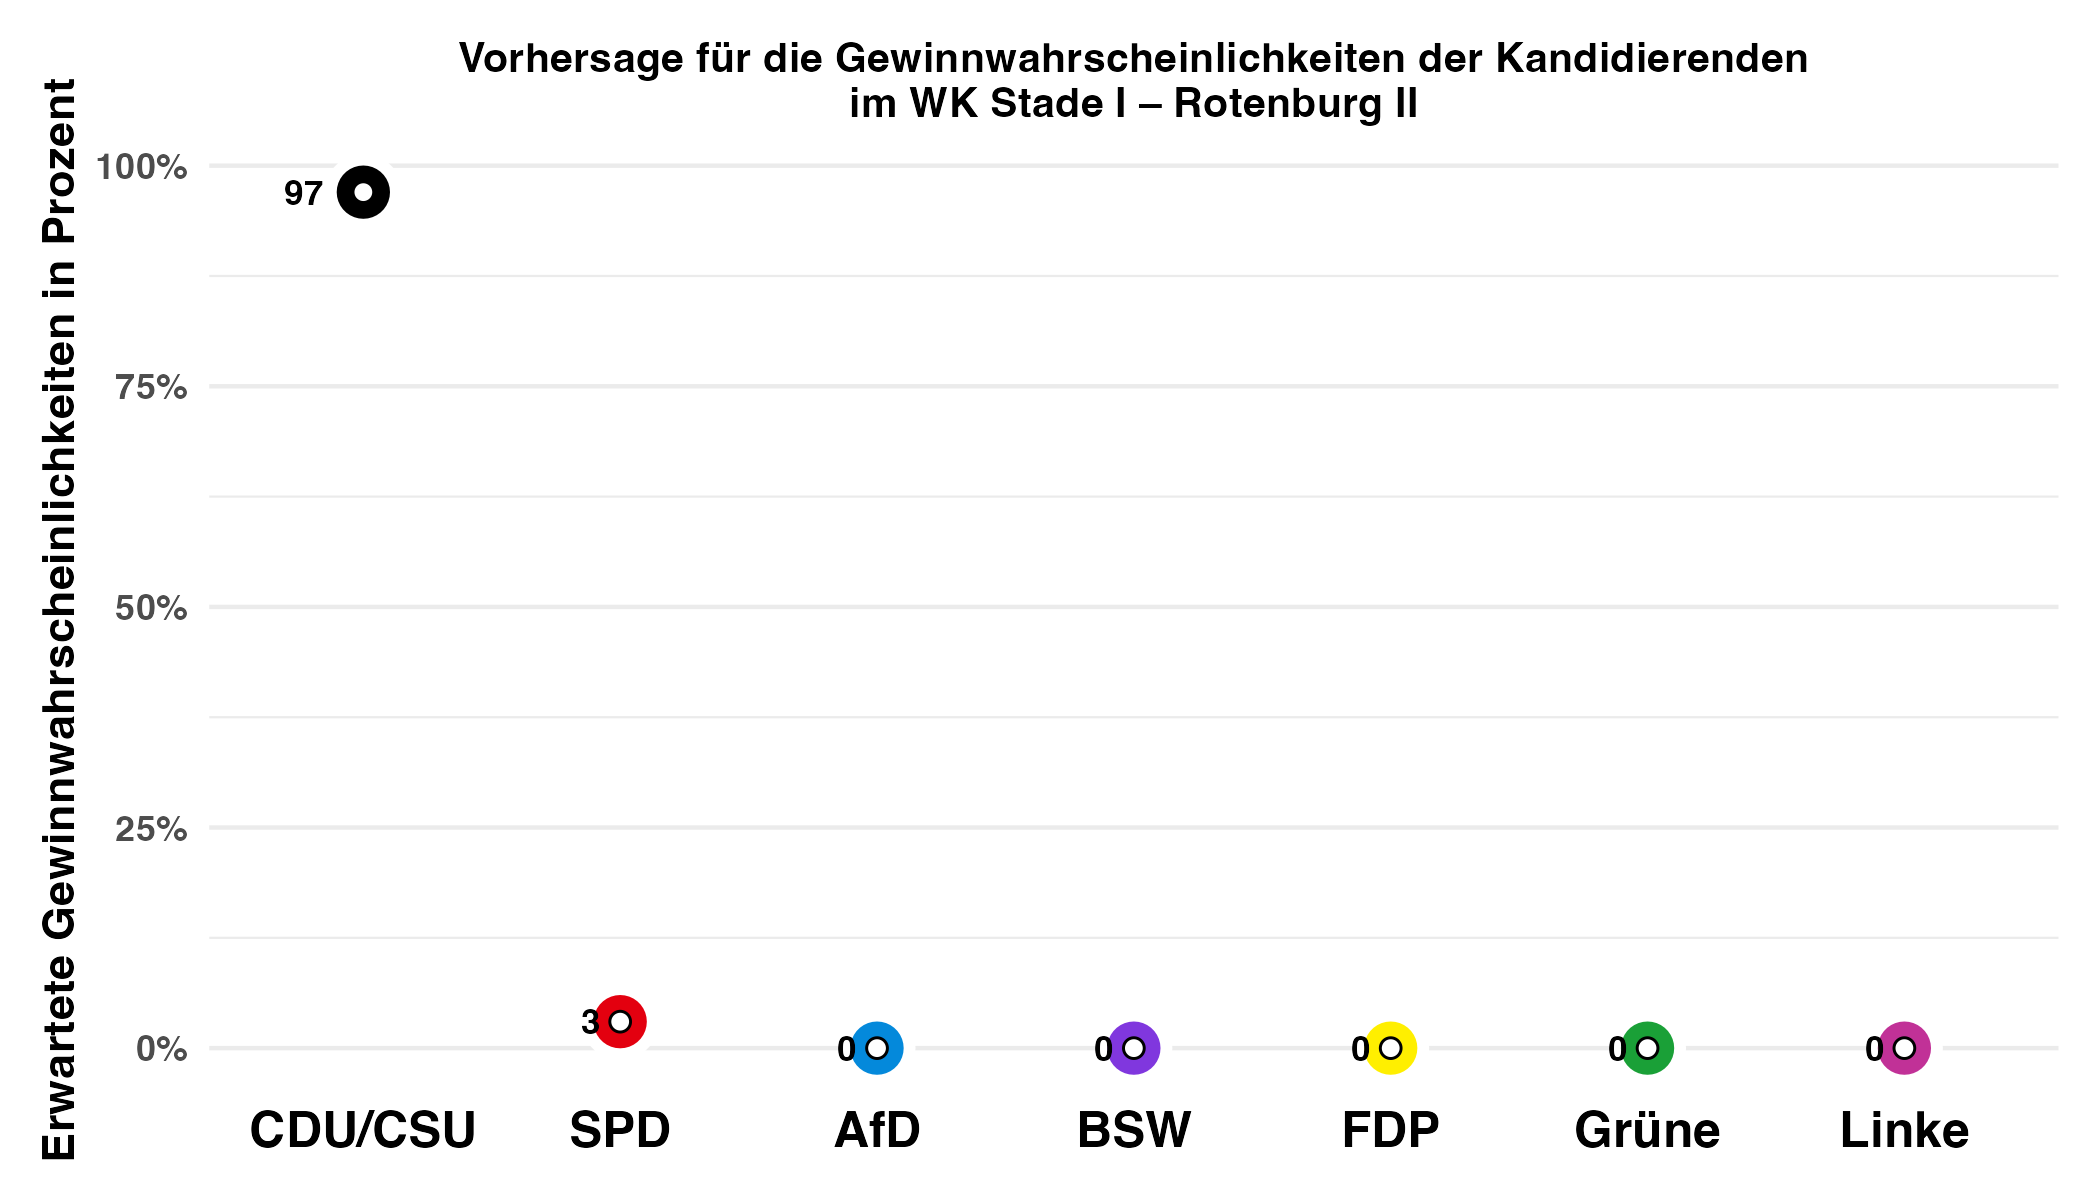 Vorhersage für die Gewinnwahrscheinlichkeiten der Kandidierenden
im WK Stade I – Rotenburg II
Erwartete Gewinnwahrscheinlichkeiten in Prozent
100%
75%
50%
25%
0%
97
3
0
0
0
0
0
CDU/CSU
SPD
AfD
BSW
FDP
Grüne
Linke